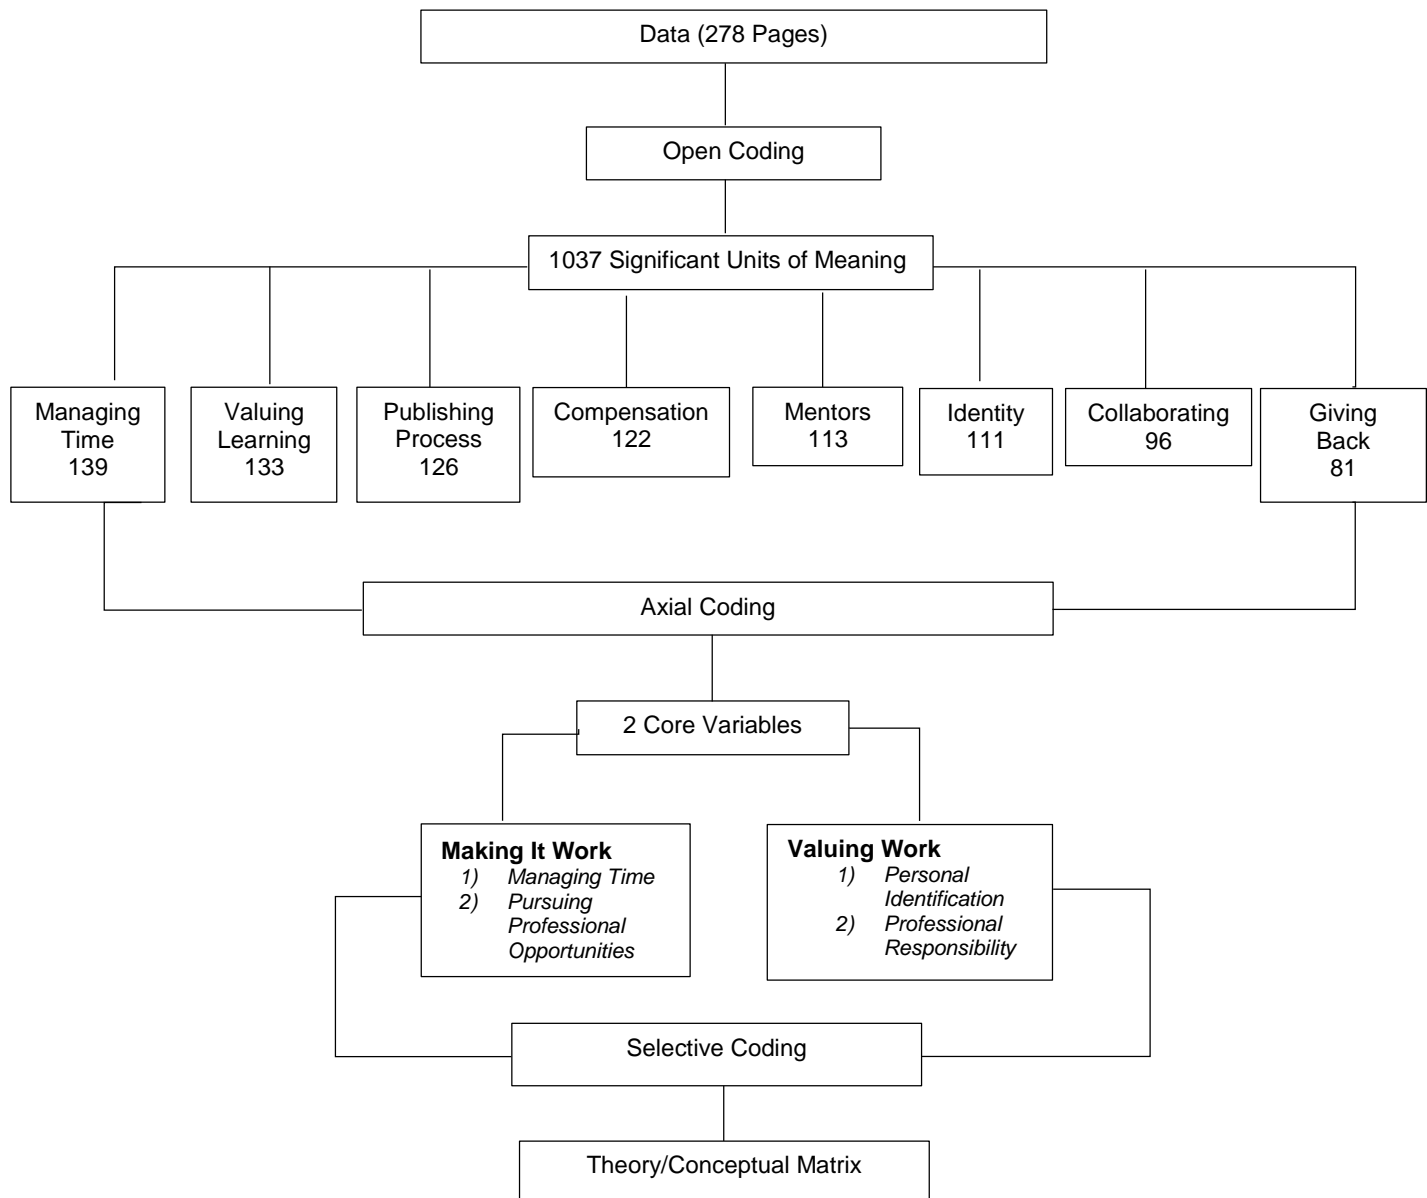 Data (278 Pages)
Open Coding
1037 Significant Units of Meaning
Managing
Time
139
Valuing
Learning
133
Publishing
Process
126
Compensation
122
Mentors
113
Identity
111
Collaborating
96
Giving
Back
81
Axial Coding
2 Core Variables
Making It Work
1) Managing Time
2) Pursuing
Professional
Opportunities
Valuing Work
1) Personal
Identification
2) Professional
Responsibility
Selective Coding
Theory/Conceptual Matrix